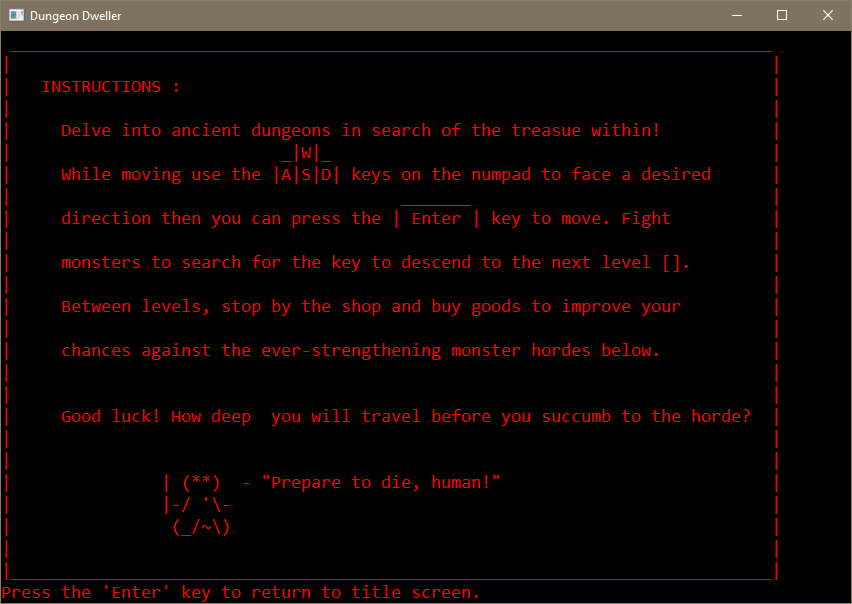 Dungeon Dweller
INSTRUCTIONS :
Delve into ancient dungeons in search of the treasue within!
_|W|_
While moving use the |A|S|D| keys on the numpad to face a desired
direction then you can press the | Enter | key to move. Fight
monsters to search for the key to descend to the next level [].
Between levels, stop by the shop and buy goods to improve your
chances against the ever-strengthening monster hordes below.
Good luck! How deep  you will travel before you succumb to the horde?
| (**)  - "Prepare to die, human!"
|-/ '\-
(_/~\)
Press the 'Enter' key to return to title screen.